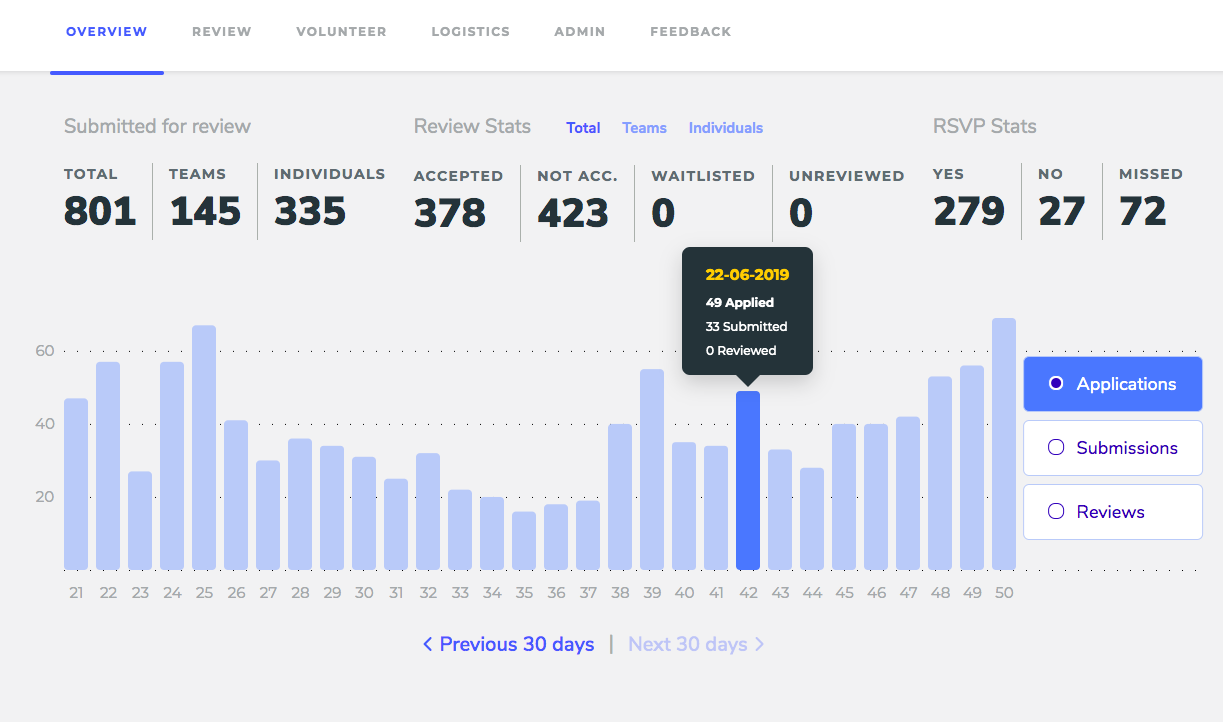 OVERVIEW REVIEW VOLUNTEER LOGISTICS ADMIN FEEDBACK
Submitted for review
TOTAL TEAMS INDIVIDUALS
801 145 335
Review Stats Total Teams Individuals
ACCEPTED NOT ACC. WAITLISTED UNREVIEWED
378 423 0 0
RSVP Stats
YES NO MISSED
279 27 72
22-06-2019
49 Applied
33 Submitted
0 Reviewed
60
40
20
21 22 23 24 25 26 27 28 29 30 31 32 33 34 35 36 37 38 39 40 41 42 43 44 45 46 47 48 49 50
Applications
Submissions
Reviews
< Previous 30 days | Next 30 days >